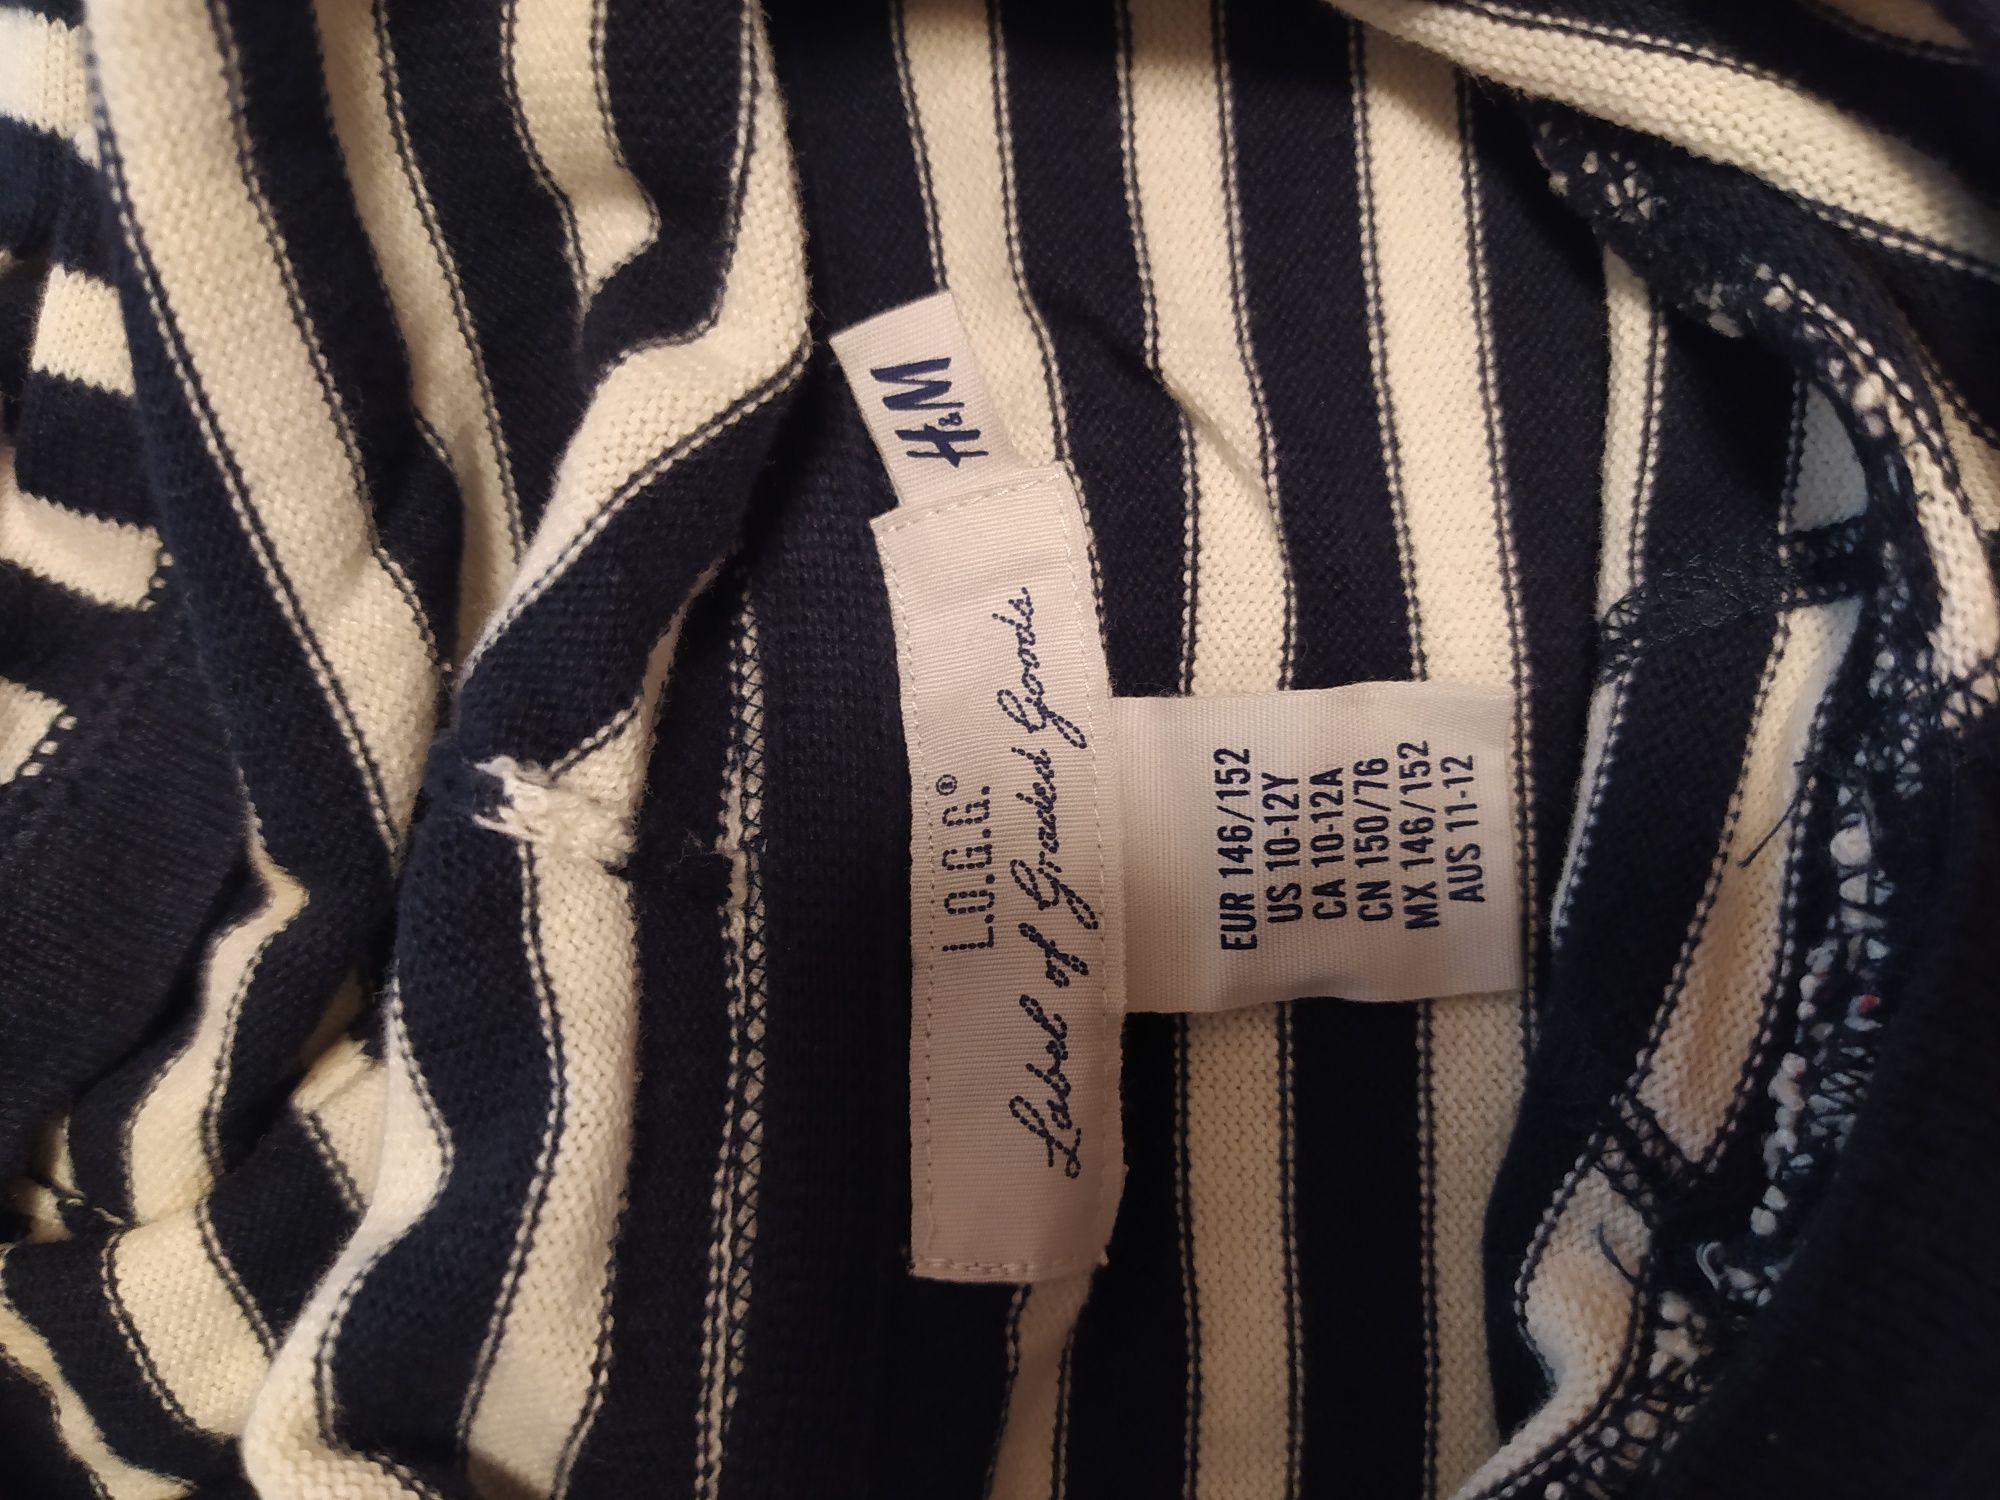 H&M
L.O.G.G.®
Label of Graded Goods
EUR 146/152
US 10-12Y
CA 10-12A
CN 150/76
MX 146/152
AUS 11-12